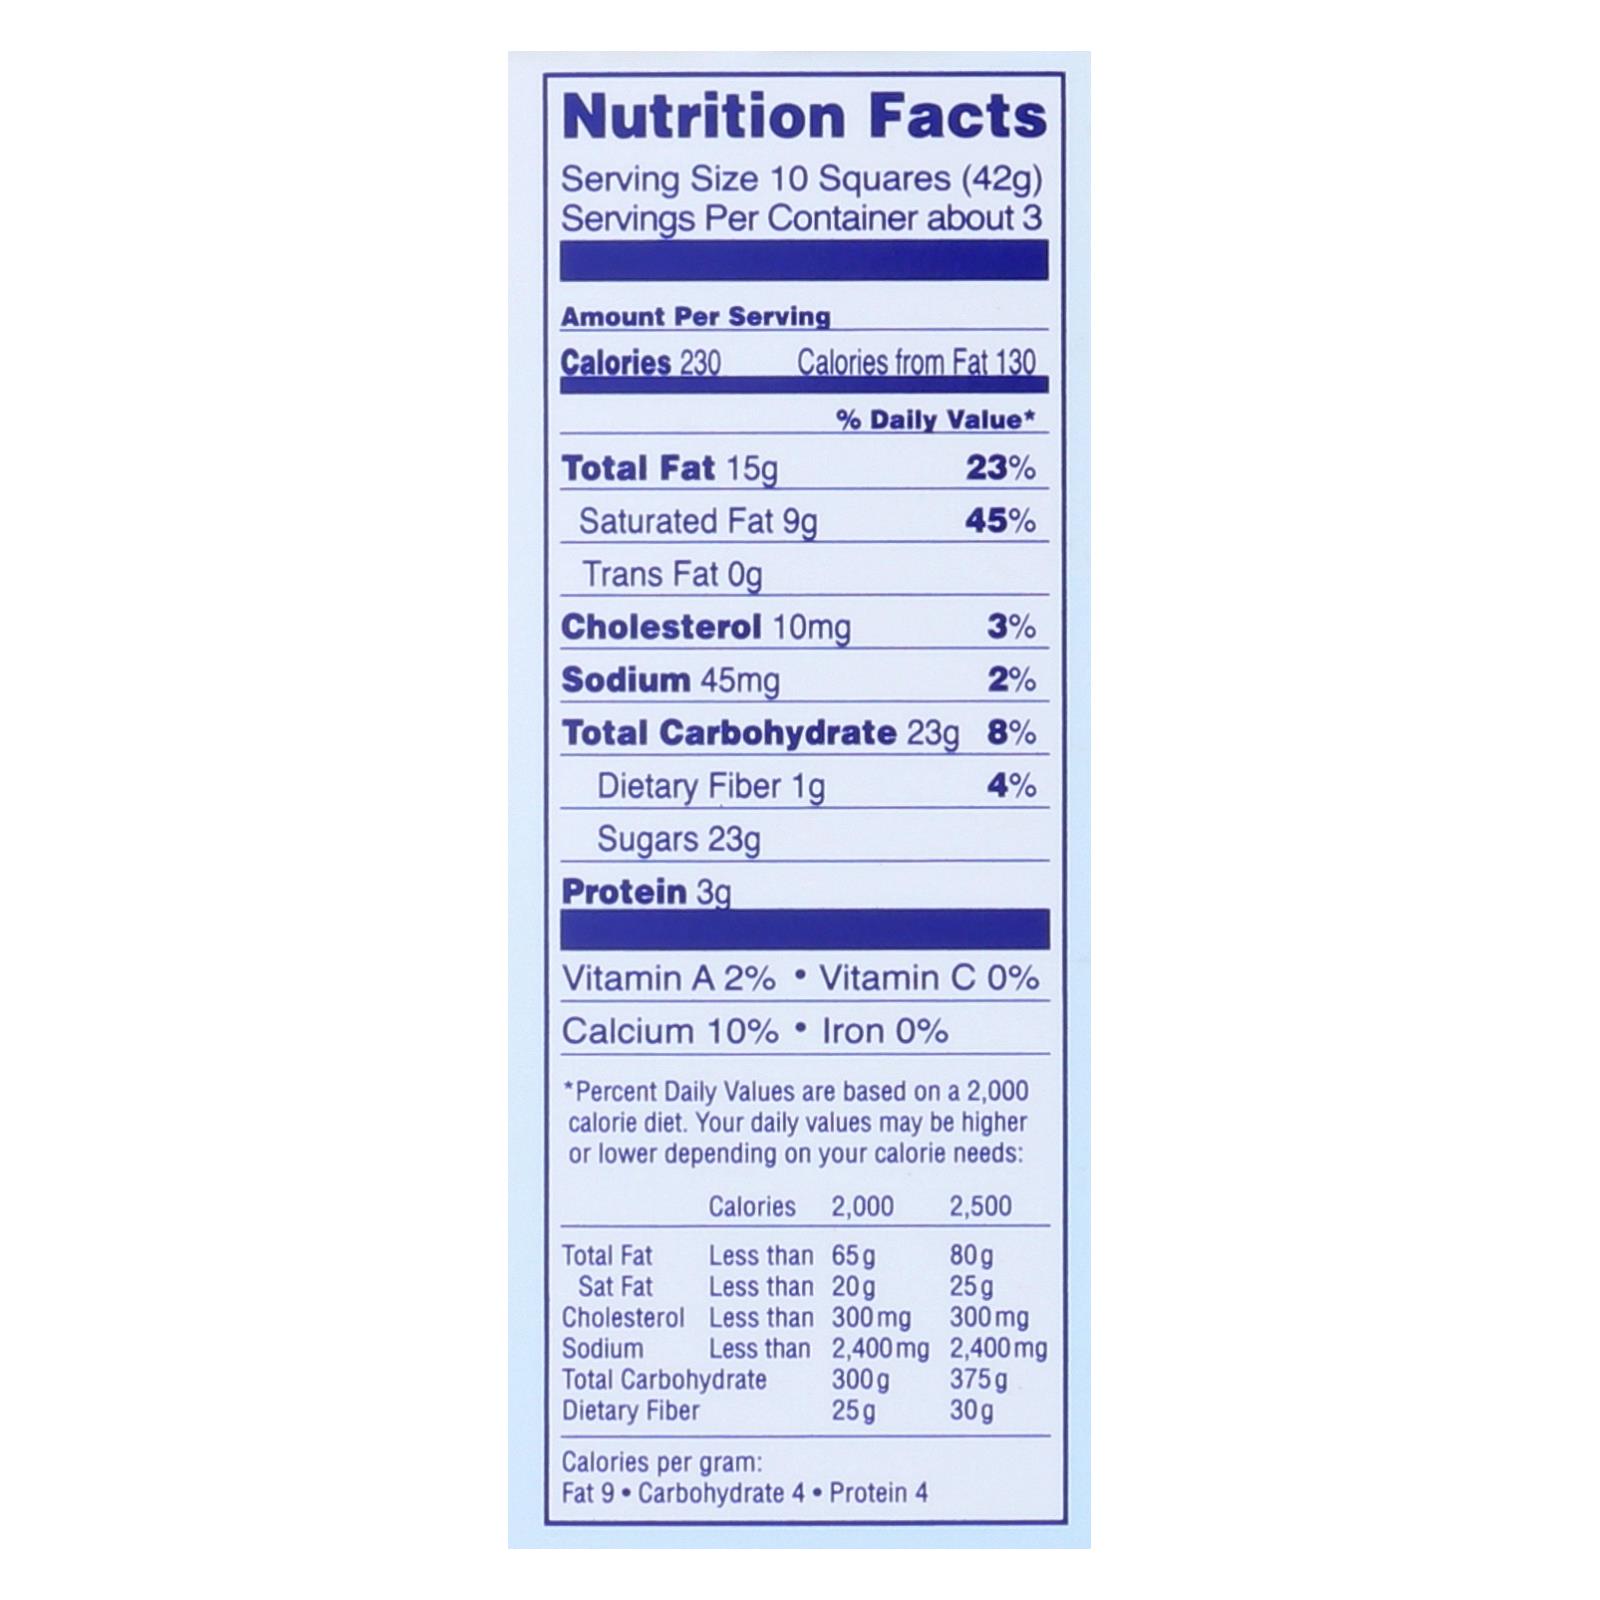 Nutrition Facts
Serving Size 10 Squares (42g)
Servings Per Container about 3
Amount Per Serving
Calories 230 Calories from Fat 130
% Daily Value*
Total Fat 15g 23%
Saturated Fat 9g 45%
Trans Fat 0g
Cholesterol 10mg 3%
Sodium 45mg 2%
Total Carbohydrate 23g 8%
Dietary Fiber 1g 4%
Sugars 23g
Protein 3g
Vitamin A 2% • Vitamin C 0%
Calcium 10% • Iron 0%
*Percent Daily Values are based on a 2,000
calorie diet. Your daily values may be higher
or lower depending on your calorie needs:
Calories 2,000 2,500
Total Fat Less than 65g 80g
Sat Fat Less than 20g 25g
Cholesterol Less than 300mg 300mg
Sodium Less than 2,400mg 2,400mg
Total Carbohydrate 300g 375g
Dietary Fiber 25g 30g
Calories per gram:
Fat 9 • Carbohydrate 4 • Protein 4